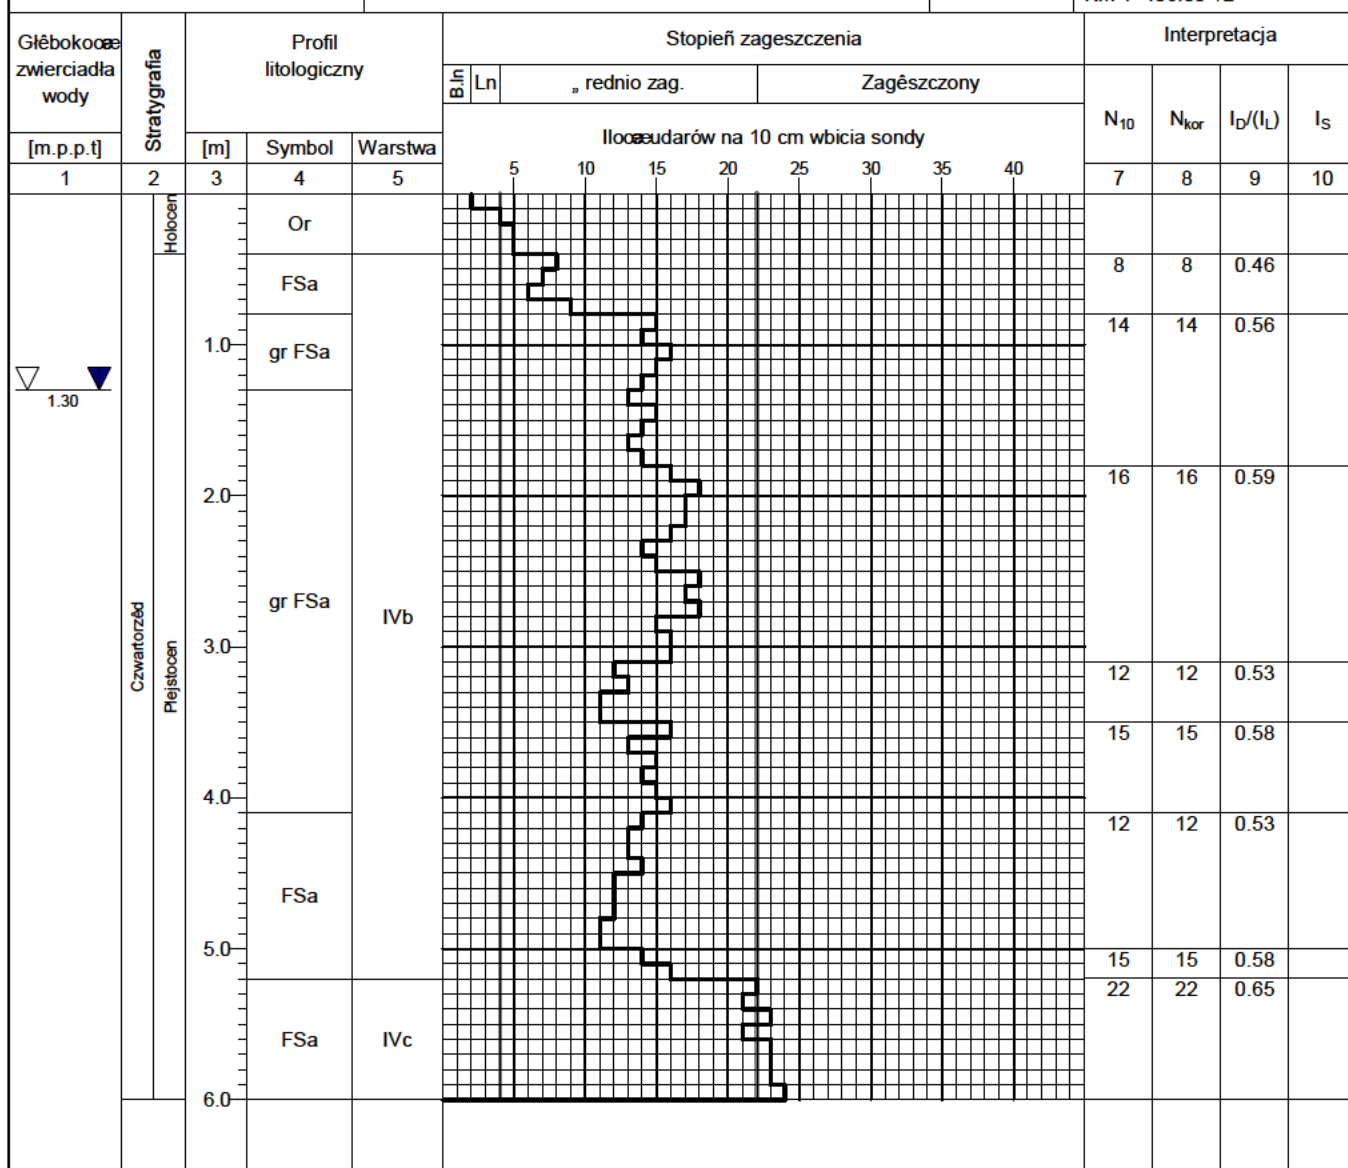 Głêbokoœæ
zwierciadła
wody
[m.p.p.t]
1
Stratygrafia
2
Profil
litologiczny
[m]
Symbol
Warstwa
3
4
5
Stopieñ zageszczenia
B.ln
Ln
„ rednio zag.
Zagêszczony
Iloœæ udarów na 10 cm wbicia sondy
5 10 15 20 25 30 35 40
Interpretacja
N10
Nkor
ID/(IL)
IS
7 8 9 10
Holocen
Or
FSa
8 8 0.46
gr FSa
14 14 0.56
1.0
1.30
16 16 0.59
2.0
gr FSa
IVb
Czwartorzêd
Plejstocen
3.0
12 12 0.53
15 15 0.58
4.0
12 12 0.53
FSa
5.0
15 15 0.58
22 22 0.65
FSa
IVc
6.0